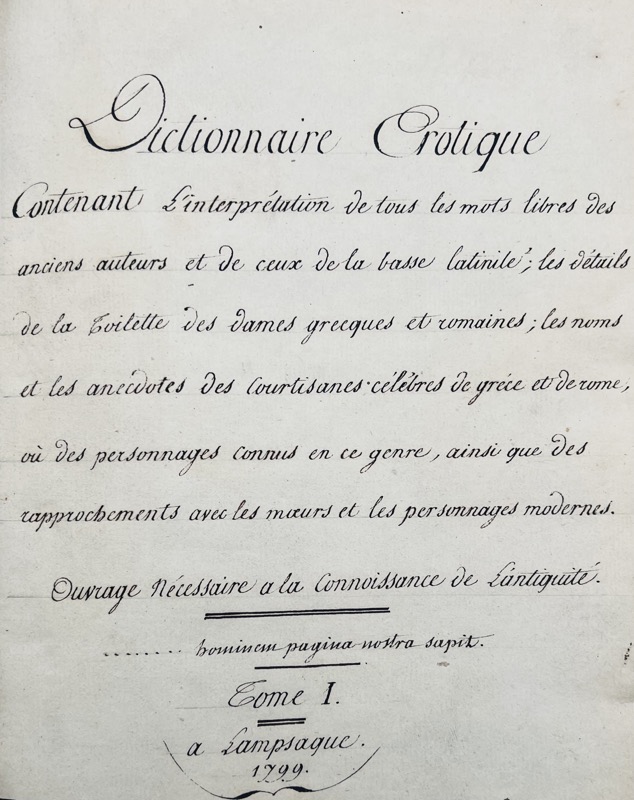 Dictionnaire Erotique
Contenant L'interprétation de tous les mots libres des
anciens auteurs et de ceux de la basse latinité; les détails
de la Toilette des dames grecques et romaines; les noms
et les anecdotes des Courtisanes célébres de gréce et de rome,
où des personnages connus en ce genre, ainsi que des
rapprochements avec les mœurs et les personnages modernes.
Ouvrage Nécessaire a la Connoissance de L'antiquité.
........ hominem pagina nostra sapit.
Tome I.
a Lampsaque.
1799.